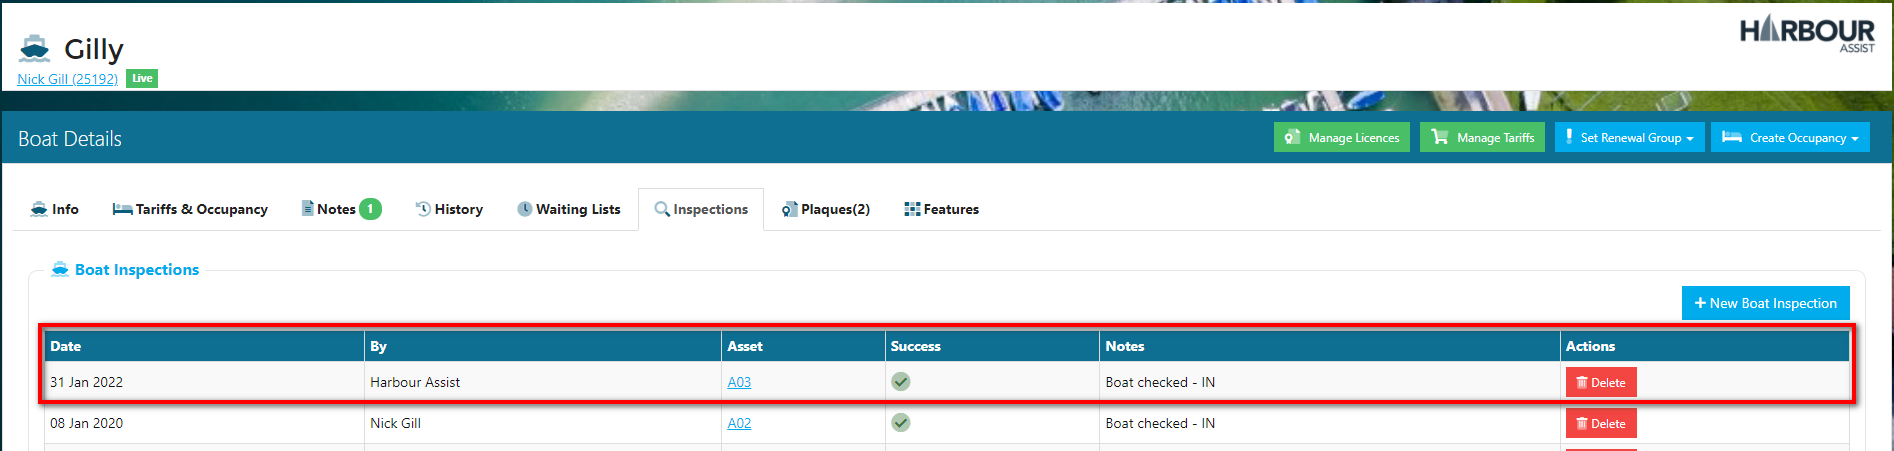 HARBOUR
ASSIST
Gilly
Nick Gill (25192) Live
Boat Details
Manage Licences Manage Tariffs Set Renewal Group Create Occupancy
Info Tariffs & Occupancy Notes 1 History Waiting Lists Inspections Plaques(2) Features
Boat Inspections
+ New Boat Inspection
Date By Asset Success Notes Actions
31 Jan 2022 Harbour Assist A03 Boat checked - IN Delete
08 Jan 2020 Nick Gill A02 Boat checked - IN Delete